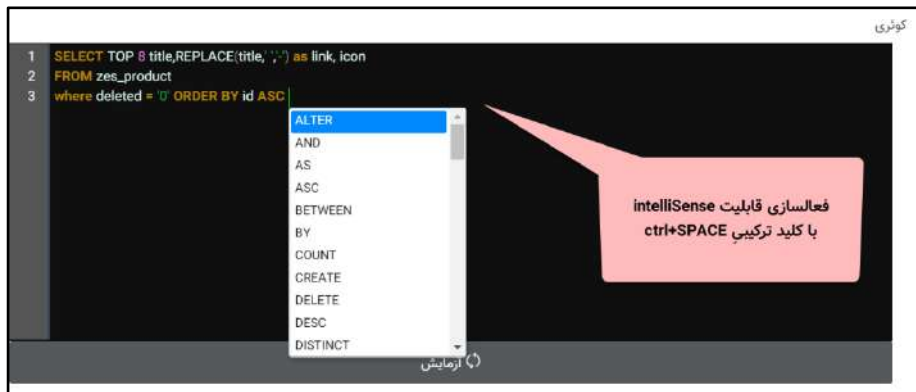 کوئری
1 SELECT TOP 8 title,REPLACE(title,' ','-') as link, icon
2 FROM zes_product
3 where deleted = '0' ORDER BY id ASC
ALTER
AND
AS
ASC
BETWEEN
BY
COUNT
CREATE
DELETE
DESC
DISTINCT
فعالسازی قابلیت intelliSense
با کلید ترکیبیِ ctrl+SPACE
آزمایش